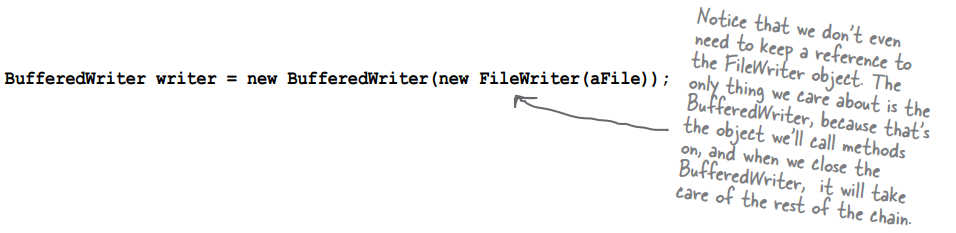 BufferedWriter writer = new BufferedWriter(new FileWriter(aFile));
Notice that we don't even
need to keep a reference to
the FileWriter object. The
only thing we care about is the
BufferedWriter, because that's
the object we'll call methods
on, and when we close the
BufferedWriter, it will take
care of the rest of the chain.